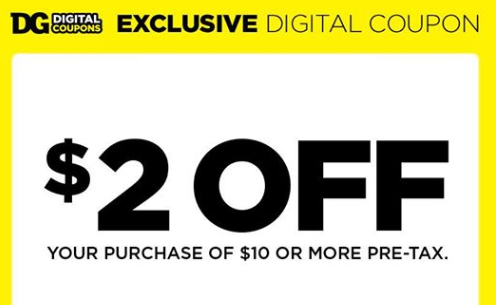 DG DIGITAL COUPONS EXCLUSIVE DIGITAL COUPON
$2 OFF
YOUR PURCHASE OF $10 OR MORE PRE-TAX.